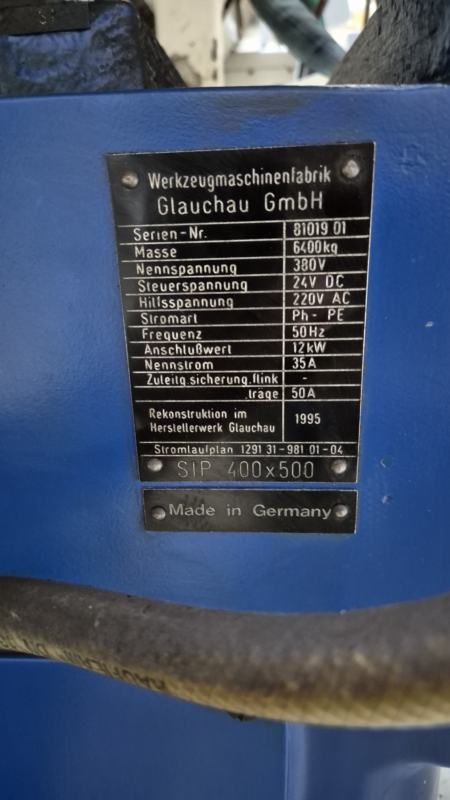 Werkzeugmaschinenfabrik
Glauchau GmbH
Serien-Nr. 81019 01
Masse 6400kg
Nennspannung 380V
Steuerspannung 24V DC
Hilfsspannung 220V AC
Stromart Ph- PE
Frequenz 50Hz
Anschlußwert 12kW
Nennstrom 35A
Zuleitg.sicherung.flink -
.träge 50A
Rekonstruktion im
Herstellerwerk Glauchau 1995
Stromlaufplan 1291 31-981 01-04
SIP 400x500
Made in Germany